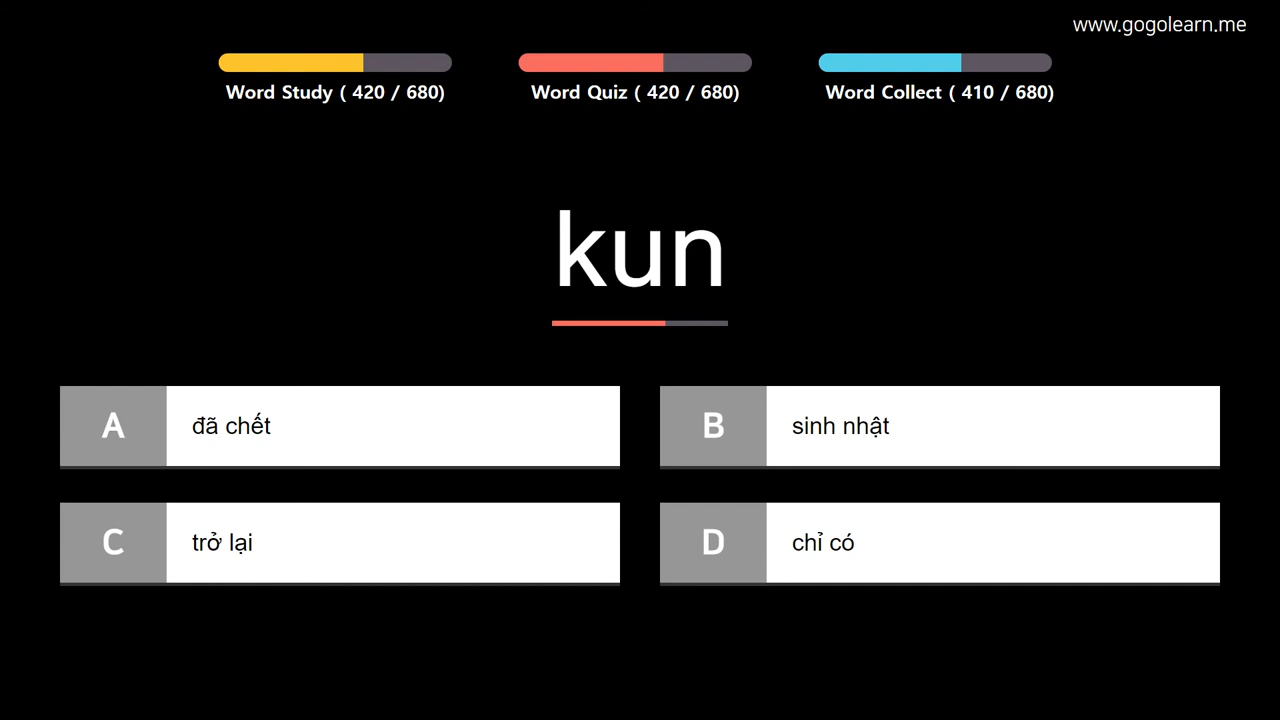 www.gogolearn.me
Word Study ( 420 / 680)
Word Quiz ( 420 / 680)
Word Collect ( 410 / 680)
kun
A đã chết
B sinh nhật
C trở lại
D chỉ có